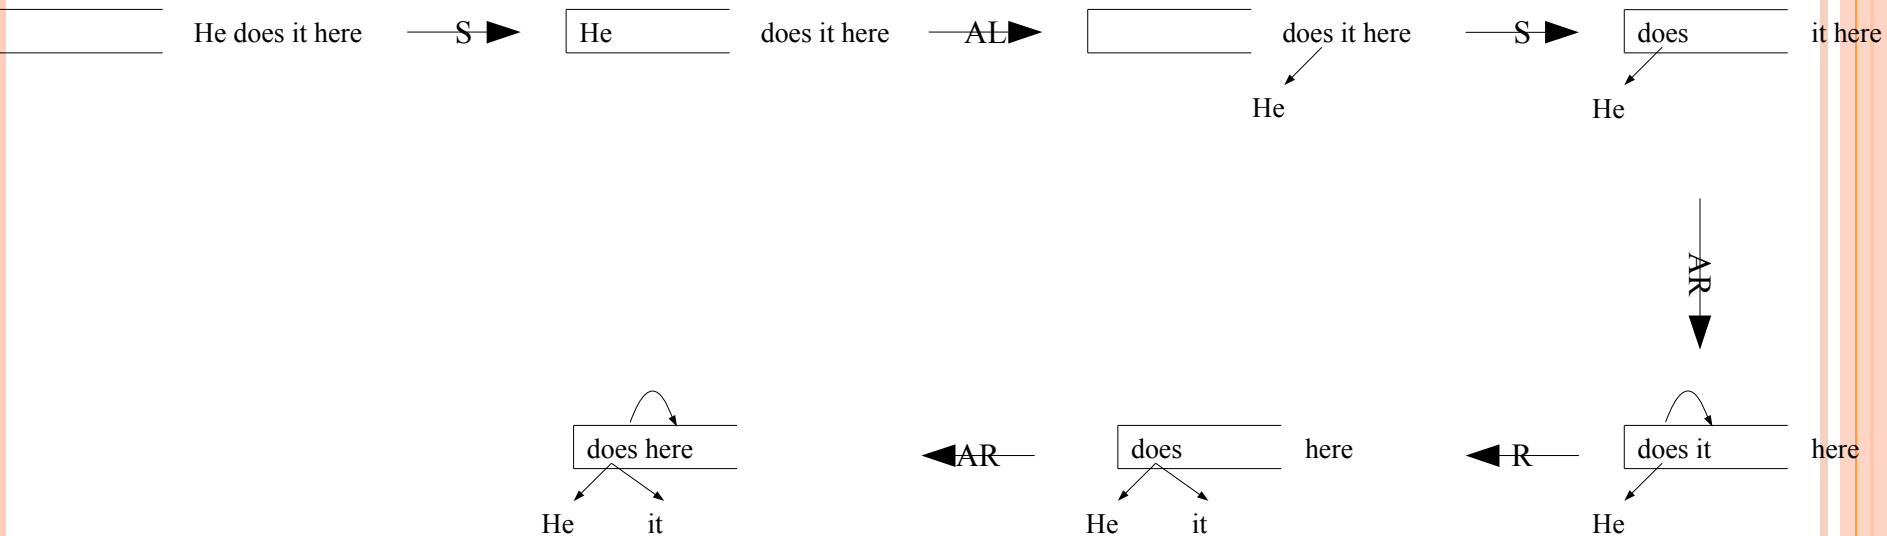 He does it here S He does it here AL does it here S does it here
He He
AR
does here AR does here R does it here
He it He it He